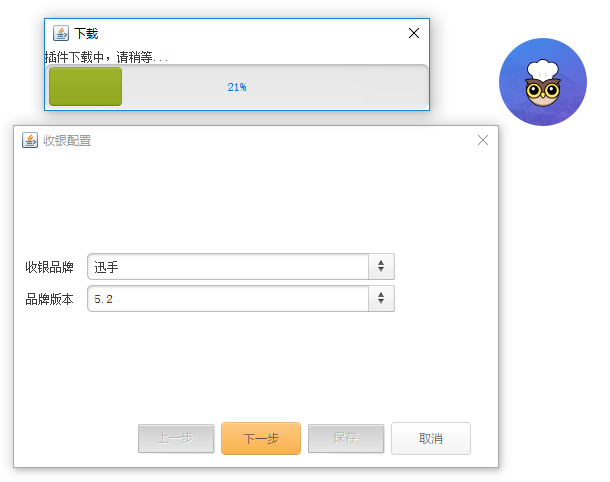 下载
插件下载中，请稍等...
21%
收银配置
收银品牌 迅手
品牌版本 5.2
上一步 下一步 保存 取消